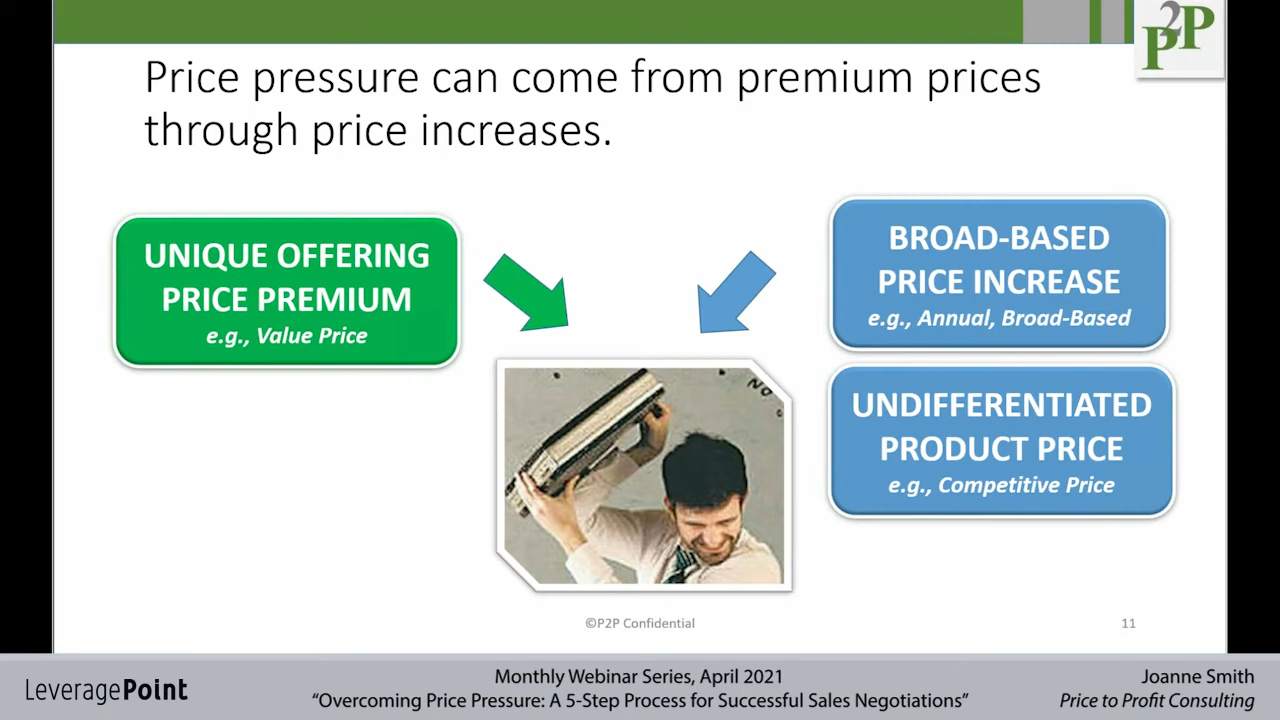 P2P
Price pressure can come from premium prices
through price increases.
UNIQUE OFFERING
PRICE PREMIUM
e.g., Value Price
BROAD-BASED
PRICE INCREASE
e.g., Annual, Broad-Based
UNDIFFERENTIATED
PRODUCT PRICE
e.g., Competitive Price
NO
©P2P Confidential
11
LeveragePoint
Monthly Webinar Series, April 2021
“Overcoming Price Pressure: A 5-Step Process for Successful Sales Negotiations”
Joanne Smith
Price to Profit Consulting